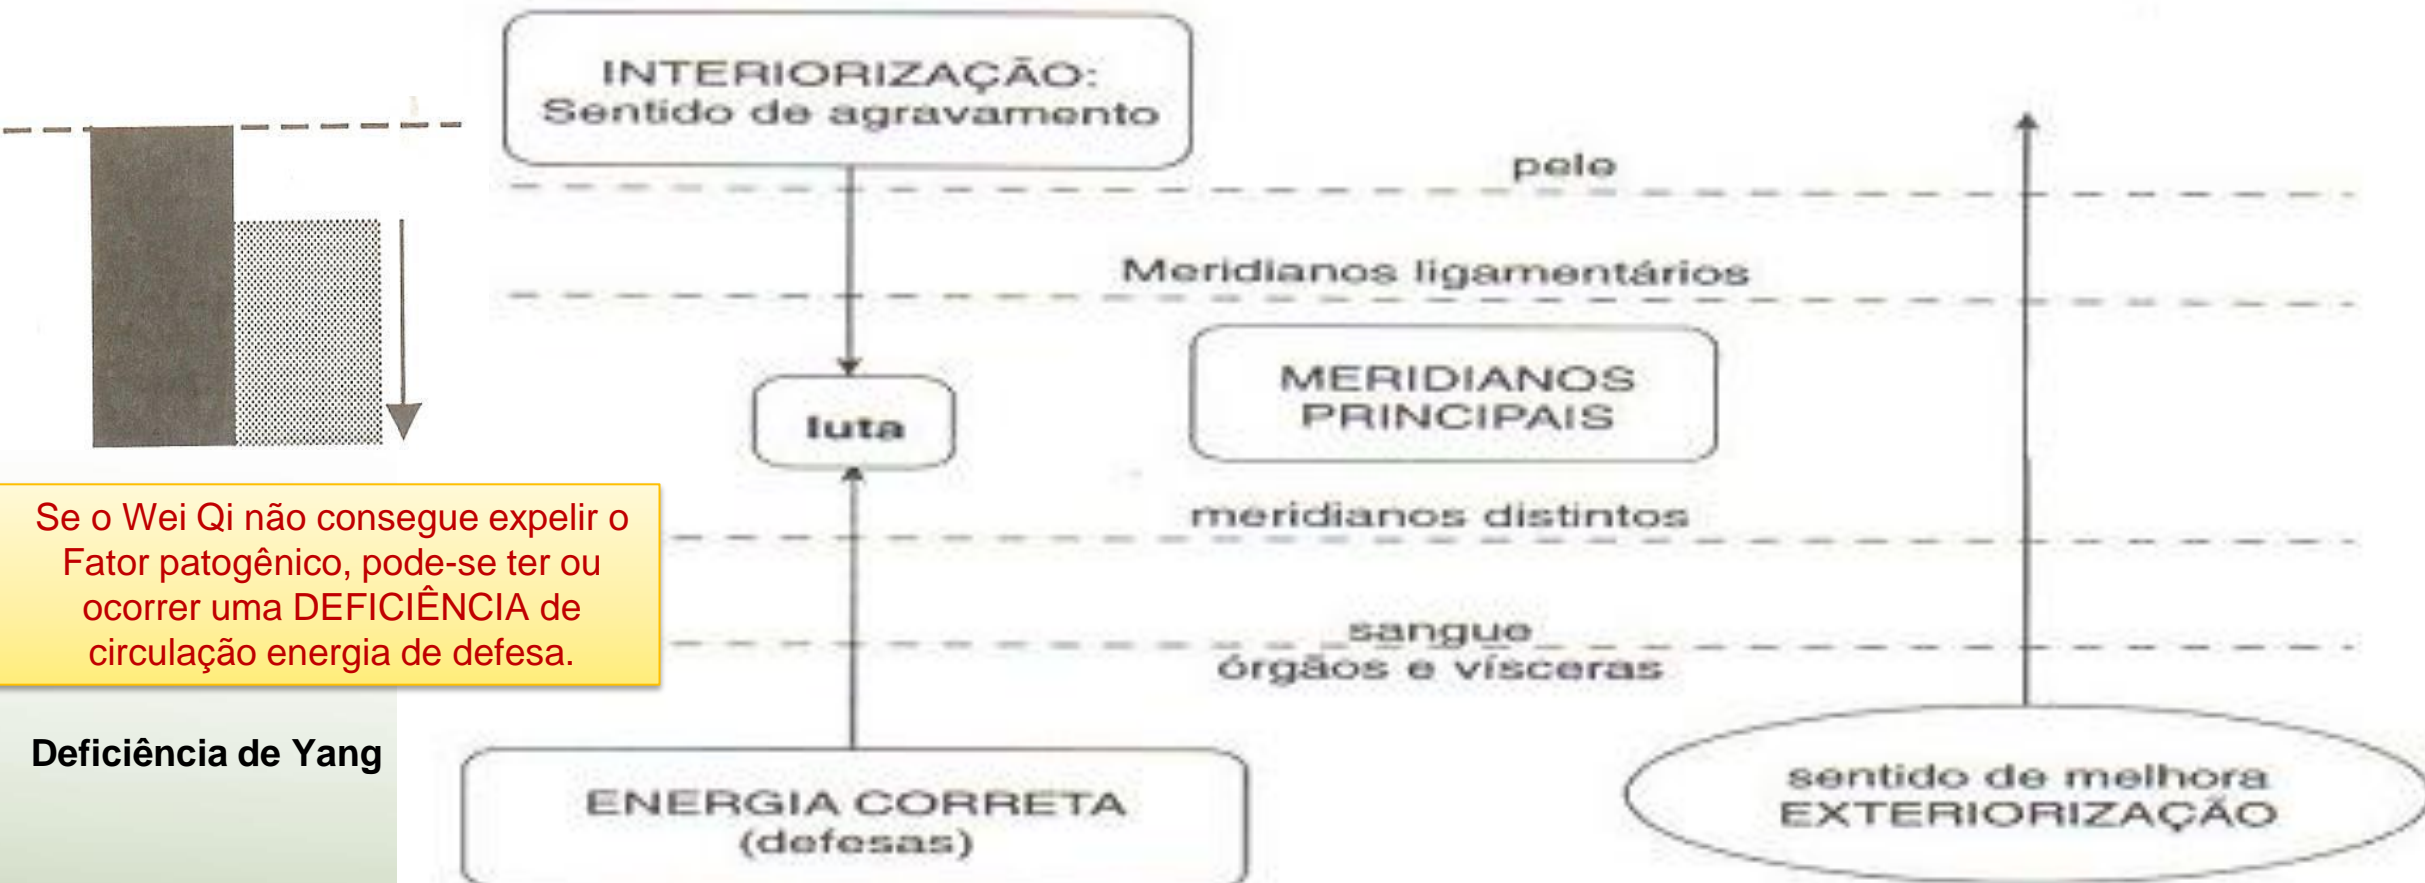 INTERIORIZAÇÃO:
Sentido de agravamento
pele
Meridianos ligamentários
MERIDIANOS
PRINCIPAIS
luta
meridianos distintos
Se o Wei Qi não consegue expelir o
Fator patogênico, pode-se ter ou
ocorrer uma DEFICIÊNCIA de
circulação energia de defesa.
sangue
órgãos e vísceras
Deficiência de Yang
ENERGIA CORRETA
(defesas)
sentido de melhora
EXTERIORIZAÇÃO